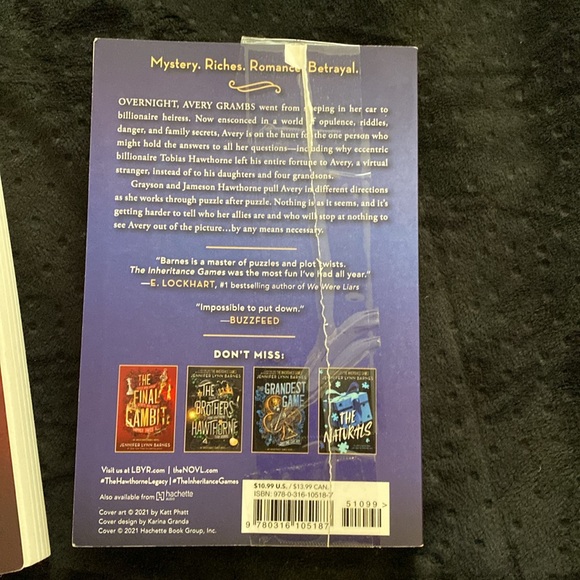 Mystery. Riches. Romance. Betrayal.
OVERNIGHT, AVERY GRAMBS went from sleeping in her car to
billionaire heiress. Now ensconced in a world of opulence, riddles,
danger, and family secrets, Avery is on the hunt for the one person who
might hold the answers to all her questions—including why eccentric
billionaire Tobias Hawthorne left his entire fortune to Avery, a virtual
stranger, instead of to his daughters and four grandsons.
Grayson and Jameson Hawthorne pull Avery in different directions
as she works through puzzle after puzzle. Nothing is as it seems, and it's
getting harder to tell who her allies are and who will stop at nothing to
see Avery out of the picture...by any means necessary.
"Barnes is a master of puzzles and plot twists.
The Inheritance Games was the most fun I've had all year."
—E. LOCKHART, #1 bestselling author of We Were Liars
"Impossible to put down."
—BUZZFEED
DON'T MISS:
THE
FINAL
GAMBIT
JENNIFER LYNN BARNES
JENNIFER LYNN BARNES
THE
BROTHERS
HAWTHORNE
JENNIFER LYNN BARNES
THE
GRANDEST
GAME
JENNIFER LYNN BARNES
THE
NATURALS
Visit us at LBYR.com | theNOVL.com
#TheHawthorneLegacy | #TheInheritanceGames
Also available from hachette
AUDIO
Cover art © 2021 by Katt Phatt
Cover design by Karina Granda
Cover © 2021 Hachette Book Group, Inc.
$10.99 U.S. / $13.99 CAN.
ISBN: 978-0-316-10518-7
51099>
9 780316 105187